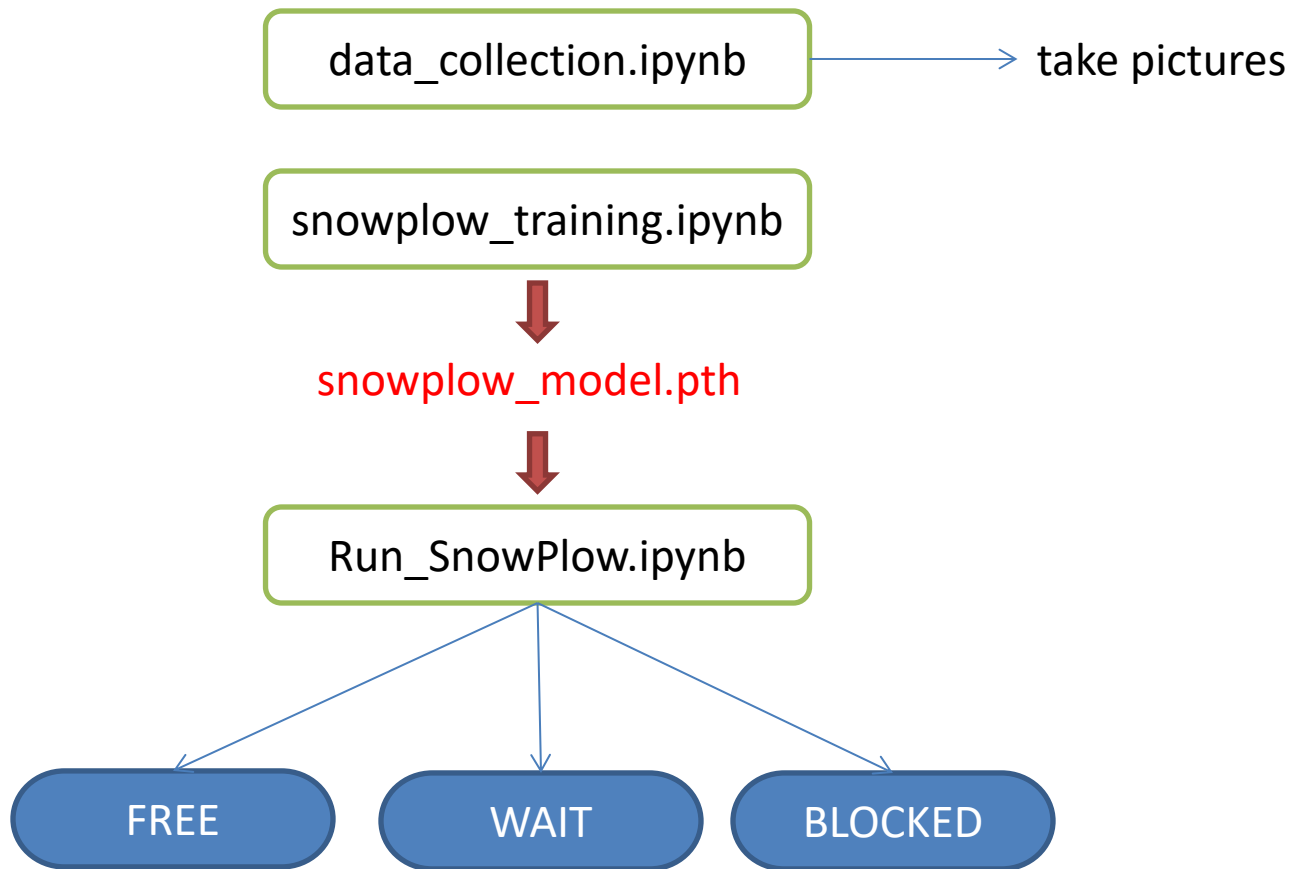 data_collection.ipynb
take pictures
snowplow_training.ipynb
snowplow_model.pth
Run_SnowPlow.ipynb
FREE
WAIT
BLOCKED